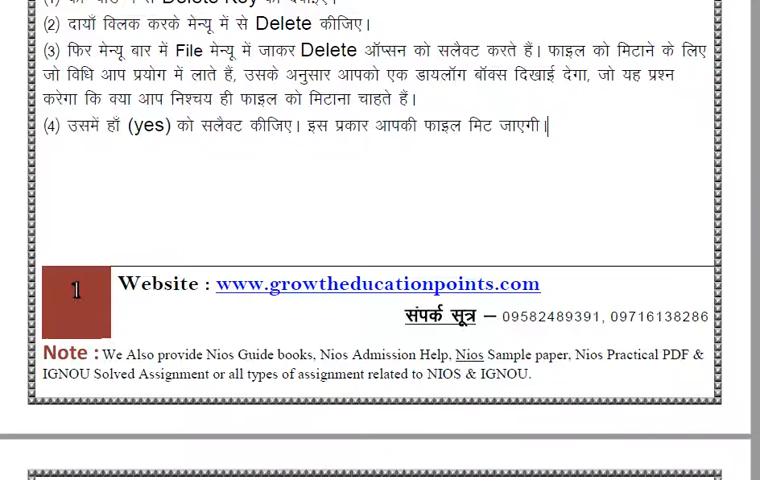 (2) दायाँ क्लिक करके मेन्यू में से Delete कीजिए।
(3) फिर मेन्यू बार में File मेन्यू में जाकर Delete ऑप्सन को सलैक्ट करते हैं। फाइल को मिटाने के लिए
जो विधि आप प्रयोग में लाते हैं, उसके अनुसार आपको एक डायलॉग बॉक्स दिखाई देगा, जो यह प्रश्न
करेगा कि क्या आप निश्चय ही फाइल को मिटाना चाहते हैं।
(4) उसमें हाँ (yes) को सलैक्ट कीजिए। इस प्रकार आपकी फाइल मिट जाएगी।
1
Website : www.growtheducationpoints.com
संपर्क सूत्र – 09582489391, 09716138286
Note : We Also provide Nios Guide books, Nios Admission Help, Nios Sample paper, Nios Practical PDF &
IGNOU Solved Assignment or all types of assignment related to NIOS & IGNOU.